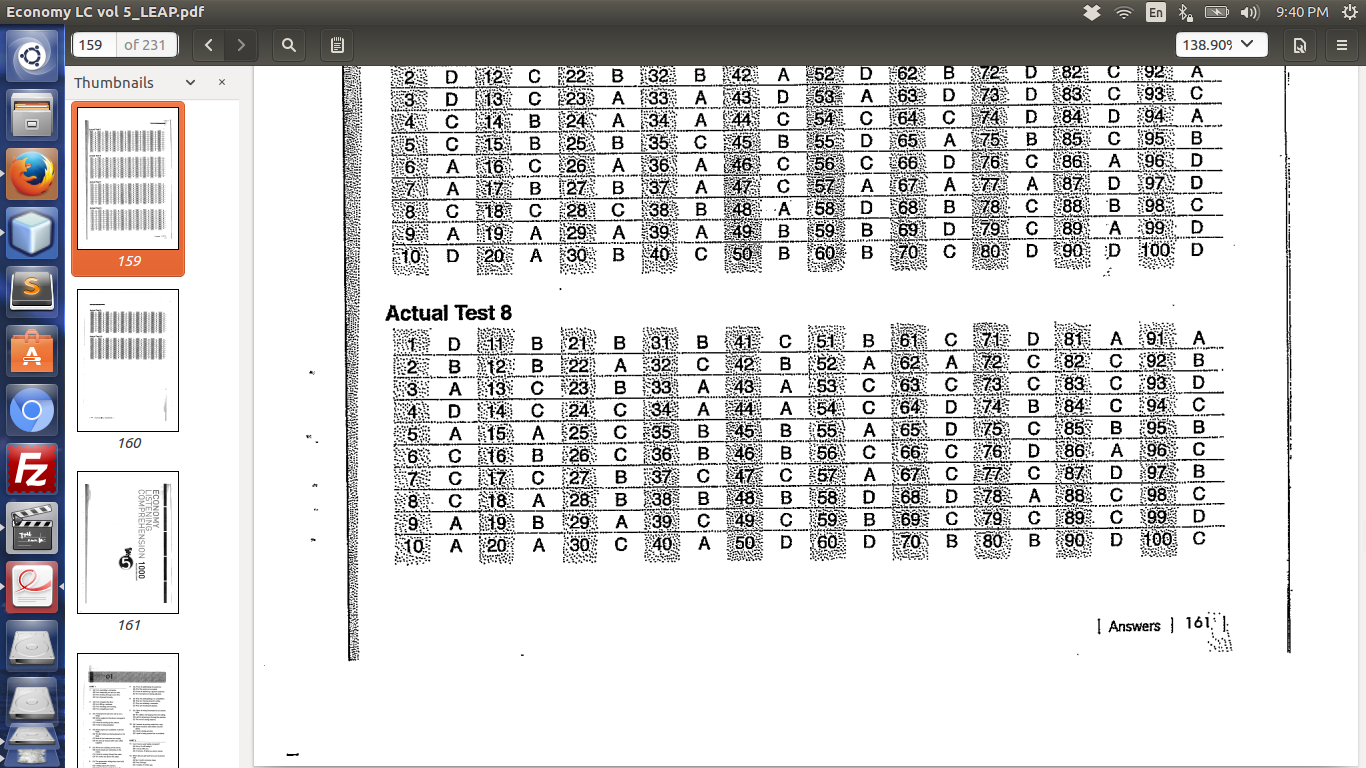 Economy LC vol 5_LEAP.pdf
En
9:40 PM
159 of 231
138.90%
Thumbnails
159
160
161
ECONOMY
LISTENING
COMPREHENSION 1000
2 D 12 C 22 B 32 B 42 A 52 D 62 B 72 D 82 C 92 A
3 D 13 C 23 A 33 A 43 D 53 A 63 D 73 D 83 C 93 C
4 C 14 B 24 A 34 A 44 C 54 C 64 C 74 D 84 D 94 A
5 C 15 B 25 B 35 C 45 B 55 D 65 A 75 B 85 C 95 B
6 A 16 C 26 A 36 A 46 C 56 C 66 D 76 C 86 A 96 D
7 A 17 B 27 B 37 A 47 C 57 A 67 A 77 A 87 D 97 D
8 C 18 C 28 C 38 B 48 A 58 D 68 B 78 C 88 B 98 C
9 A 19 A 29 A 39 A 49 B 59 B 69 D 79 C 89 A 99 D
10 D 20 A 30 B 40 C 50 B 60 B 70 C 80 D 90 D 100 D
Actual Test 8
1 D 11 B 21 B 31 B 41 C 51 B 61 C 71 D 81 A 91 A
2 B 12 B 22 A 32 C 42 B 52 A 62 A 72 C 82 C 92 B
3 A 13 C 23 B 33 A 43 A 53 C 63 C 73 C 83 C 93 D
4 D 14 C 24 C 34 A 44 A 54 C 64 D 74 B 84 C 94 C
5 A 15 A 25 C 35 B 45 B 55 A 65 D 75 C 85 B 95 B
6 C 16 B 26 C 36 B 46 B 56 C 66 C 76 D 86 A 96 C
7 C 17 C 27 B 37 C 47 C 57 A 67 C 77 C 87 D 97 B
8 C 18 A 28 B 38 B 48 B 58 D 68 D 78 A 88 C 98 C
9 A 19 B 29 A 39 C 49 C 59 B 69 C 79 C 89 C 99 D
10 A 20 A 30 C 40 A 50 D 60 D 70 B 80 B 90 D 100 C
| Answers | 161 |